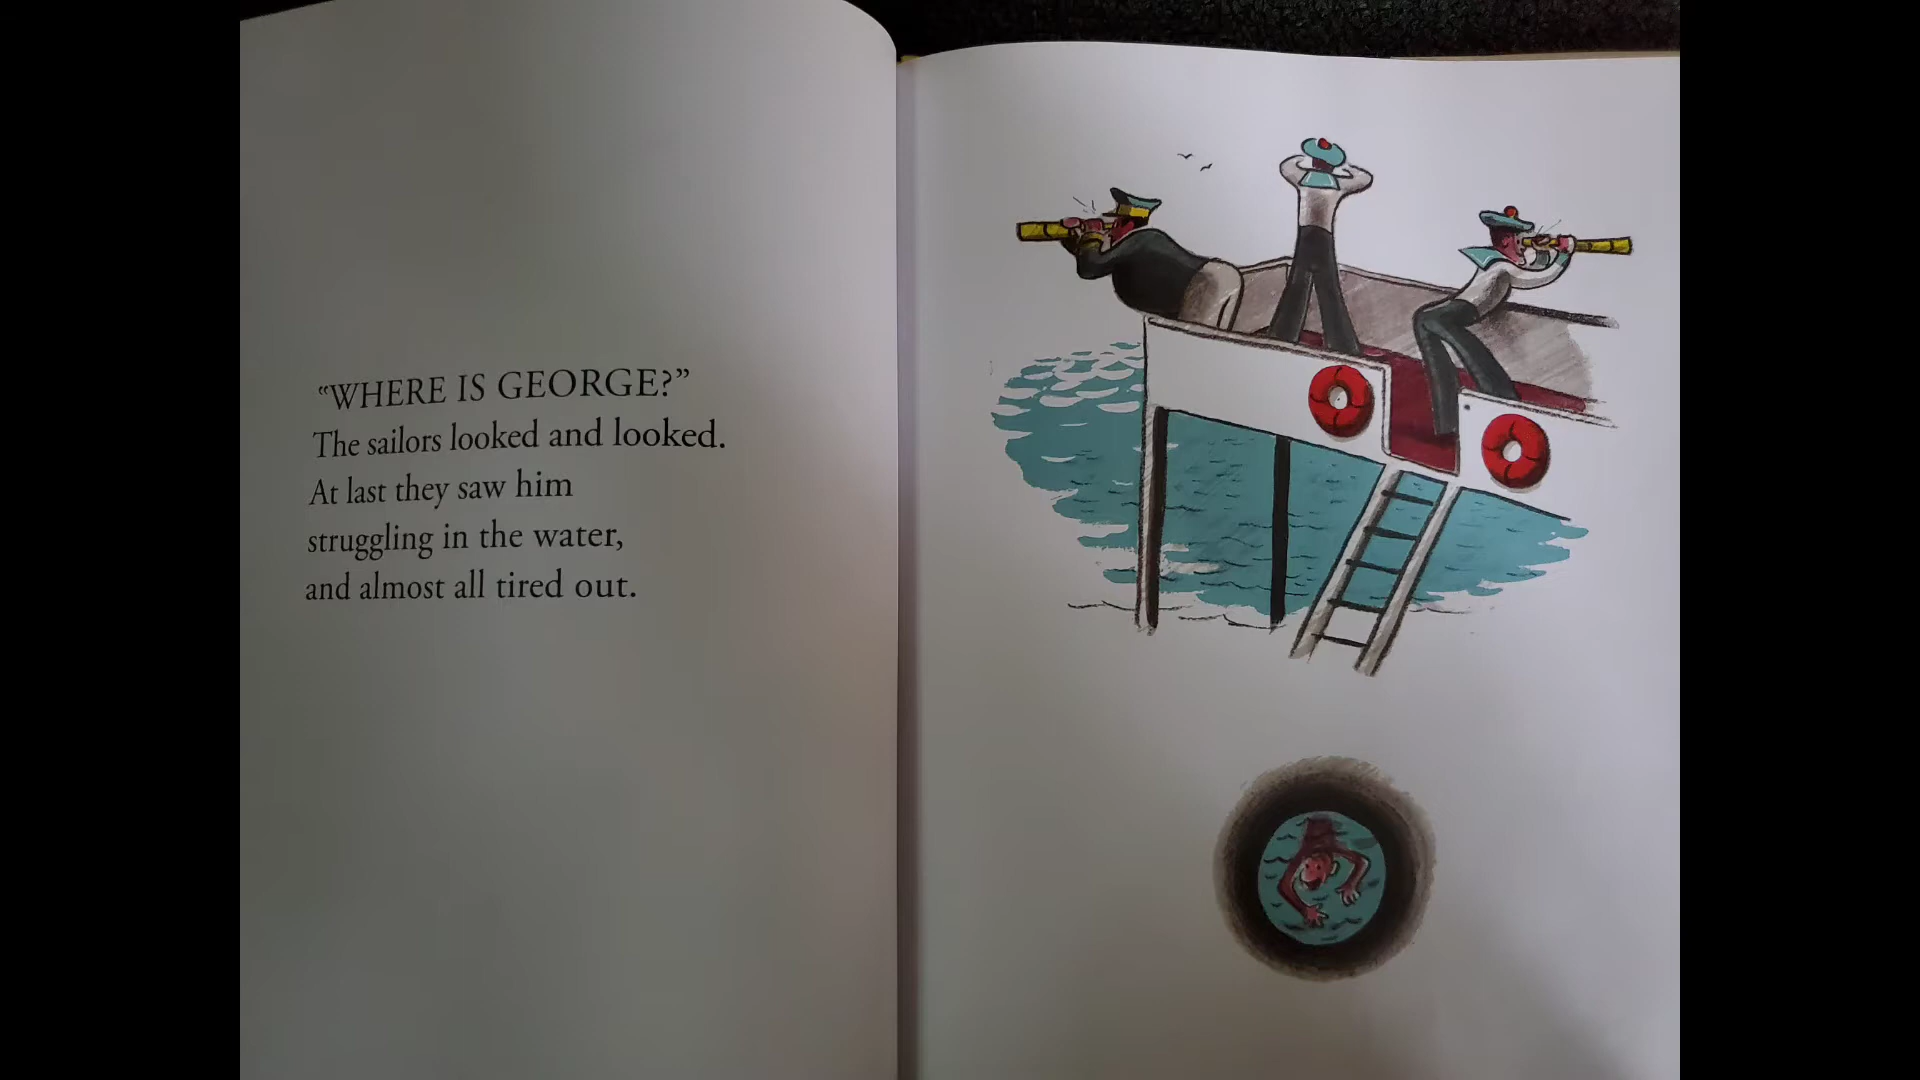 “WHERE IS GEORGE?”
The sailors looked and looked.
At last they saw him
struggling in the water,
and almost all tired out.